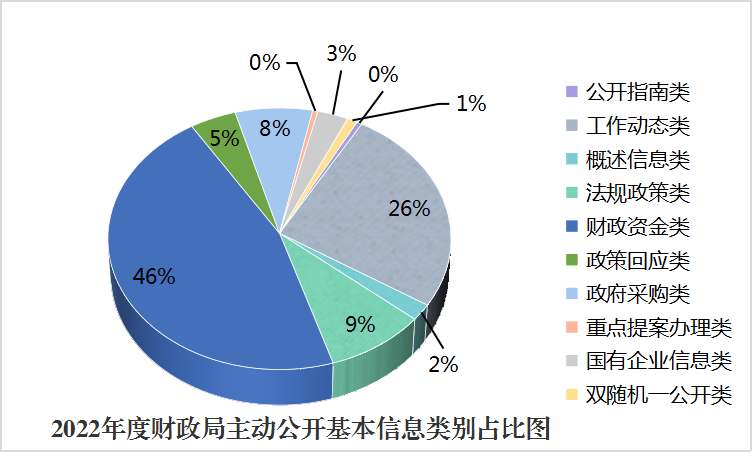 3%
0%
0%
1%
8%
5%
26%
46%
9%
2%
公开指南类
工作动态类
概述信息类
法规政策类
财政资金类
政策回应类
政府采购类
重点提案办理类
国有企业信息类
双随机一公开类
2022年度财政局主动公开基本信息类别占比图